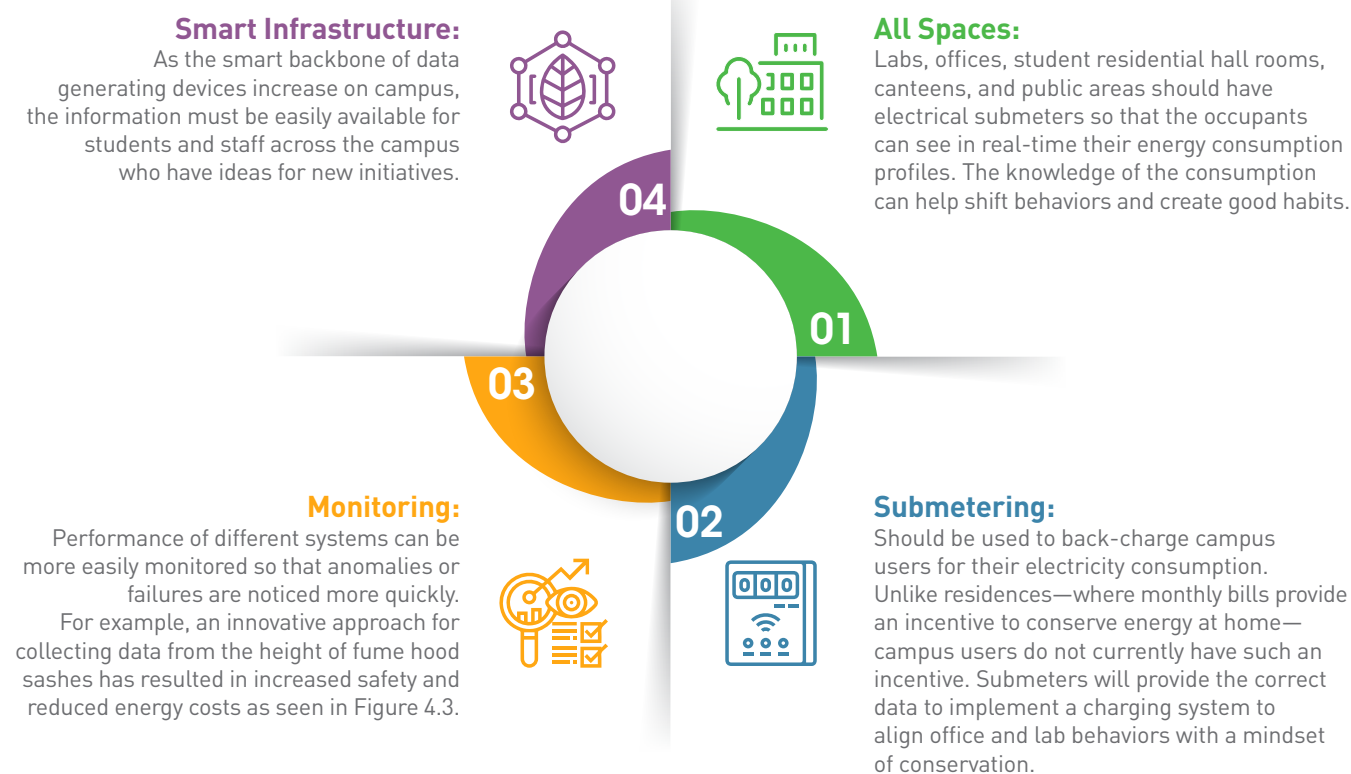 Smart Infrastructure:
As the smart backbone of data
generating devices increase on campus,
the information must be easily available for
students and staff across the campus
who have ideas for new initiatives.
All Spaces:
Labs, offices, student residential hall rooms,
canteens, and public areas should have
electrical submeters so that the occupants
can see in real-time their energy consumption
profiles. The knowledge of the consumption
can help shift behaviors and create good habits.
04
01
03
02
Monitoring:
Performance of different systems can be
more easily monitored so that anomalies or
failures are noticed more quickly.
For example, an innovative approach for
collecting data from the height of fume hood
sashes has resulted in increased safety and
reduced energy costs as seen in Figure 4.3.
000
Submetering:
Should be used to back-charge campus
users for their electricity consumption.
Unlike residences—where monthly bills provide
an incentive to conserve energy at home—
campus users do not currently have such an
incentive. Submeters will provide the correct
data to implement a charging system to
align office and lab behaviors with a mindset
of conservation.